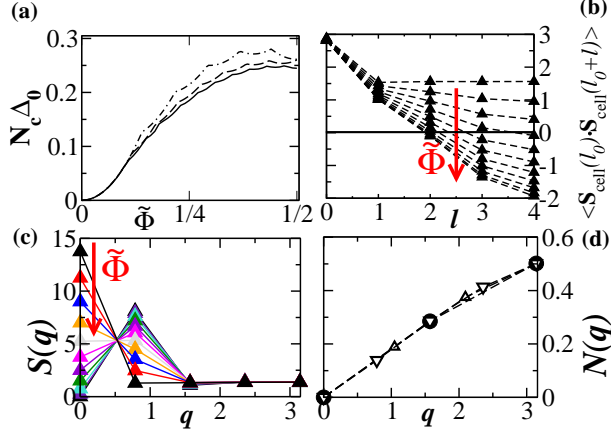 (a)
0.3
0.2
0.1
0
N_cΔ_0
0
Φ̃
1/4
1/2
(b)
3
2
1
0
-1
-2
<S_cell(l_0)·S_cell(l_0+l)>
Φ̃
0
1
l
2
3
4
(c)
15
10
5
0
S(q)
Φ̃
0
1
q
2
3
(d)
0.6
0.4
0.2
0
N(q)
0
1
q
2
3